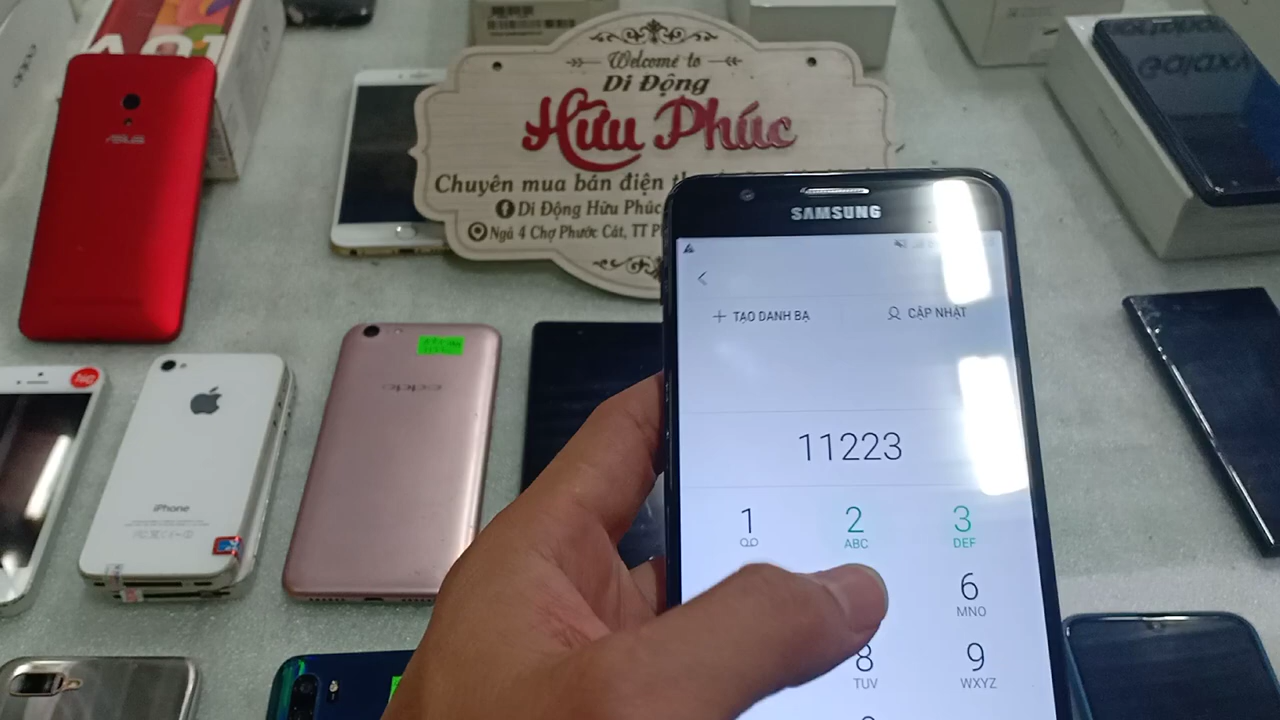 A01
ASUS
Welcome to
Di Động
Hữu Phúc
Chuyên mua bán điện
Di Động Hữu Phúc
Ngã 4 Chợ Phước Cát, TT
Galaxy
SAMSUNG
TẠO DANH BẠ
CẬP NHẬT
11223
1
2
ABC
3
DEF
6
MNO
8
TUV
9
WXYZ
iPhone
oppo